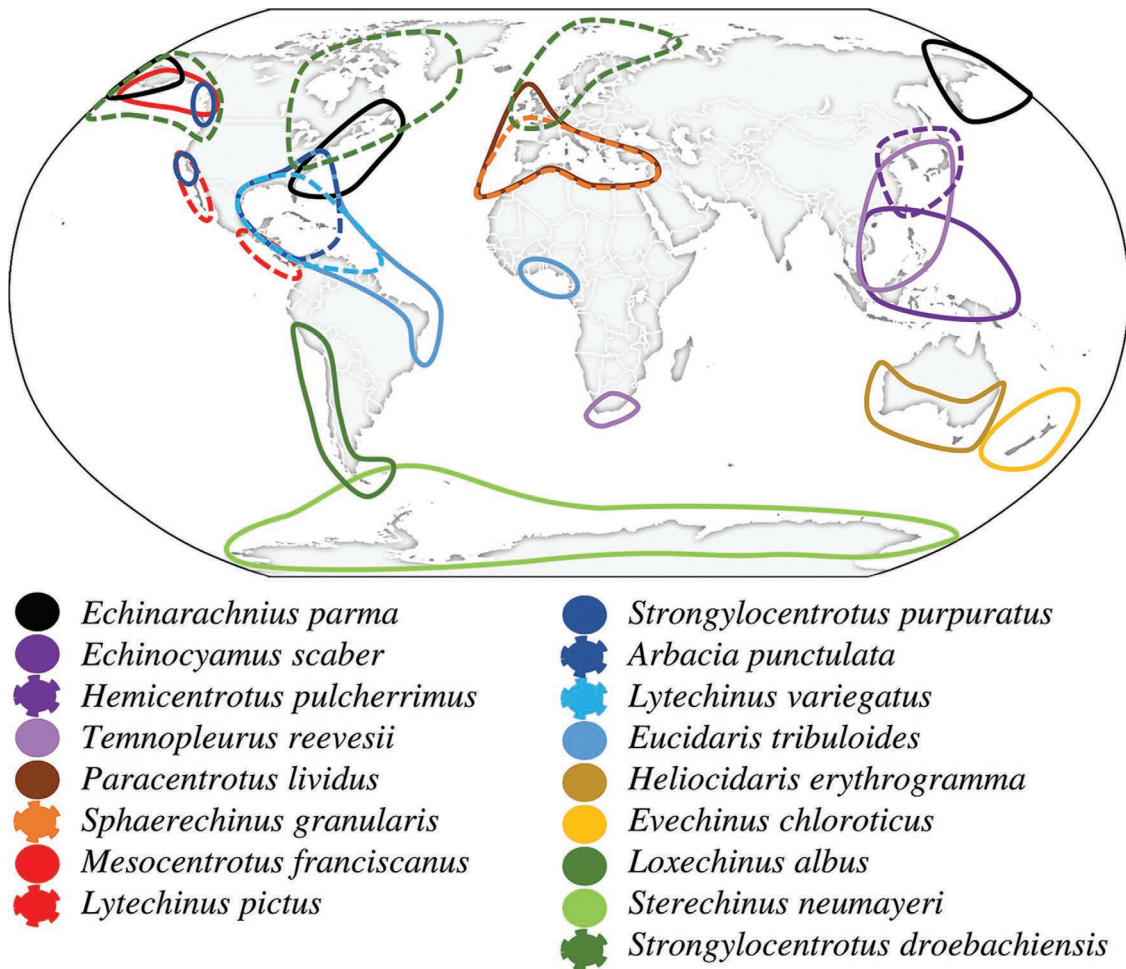 Echinarachnius parma
Echinocyamus scaber
Hemicentrotus pulcherrimus
Temnopleurus reevesii
Paracentrotus lividus
Sphaerechinus granularis
Mesocentrotus franciscanus
Lytechinus pictus
Strongylocentrotus purpuratus
Arbacia punctulata
Lytechinus variegatus
Eucidaris tribuloides
Heliocidaris erythrogramma
Evechinus chloroticus
Loxechinus albus
Sterechinus neumayeri
Strongylocentrotus droebachiensis